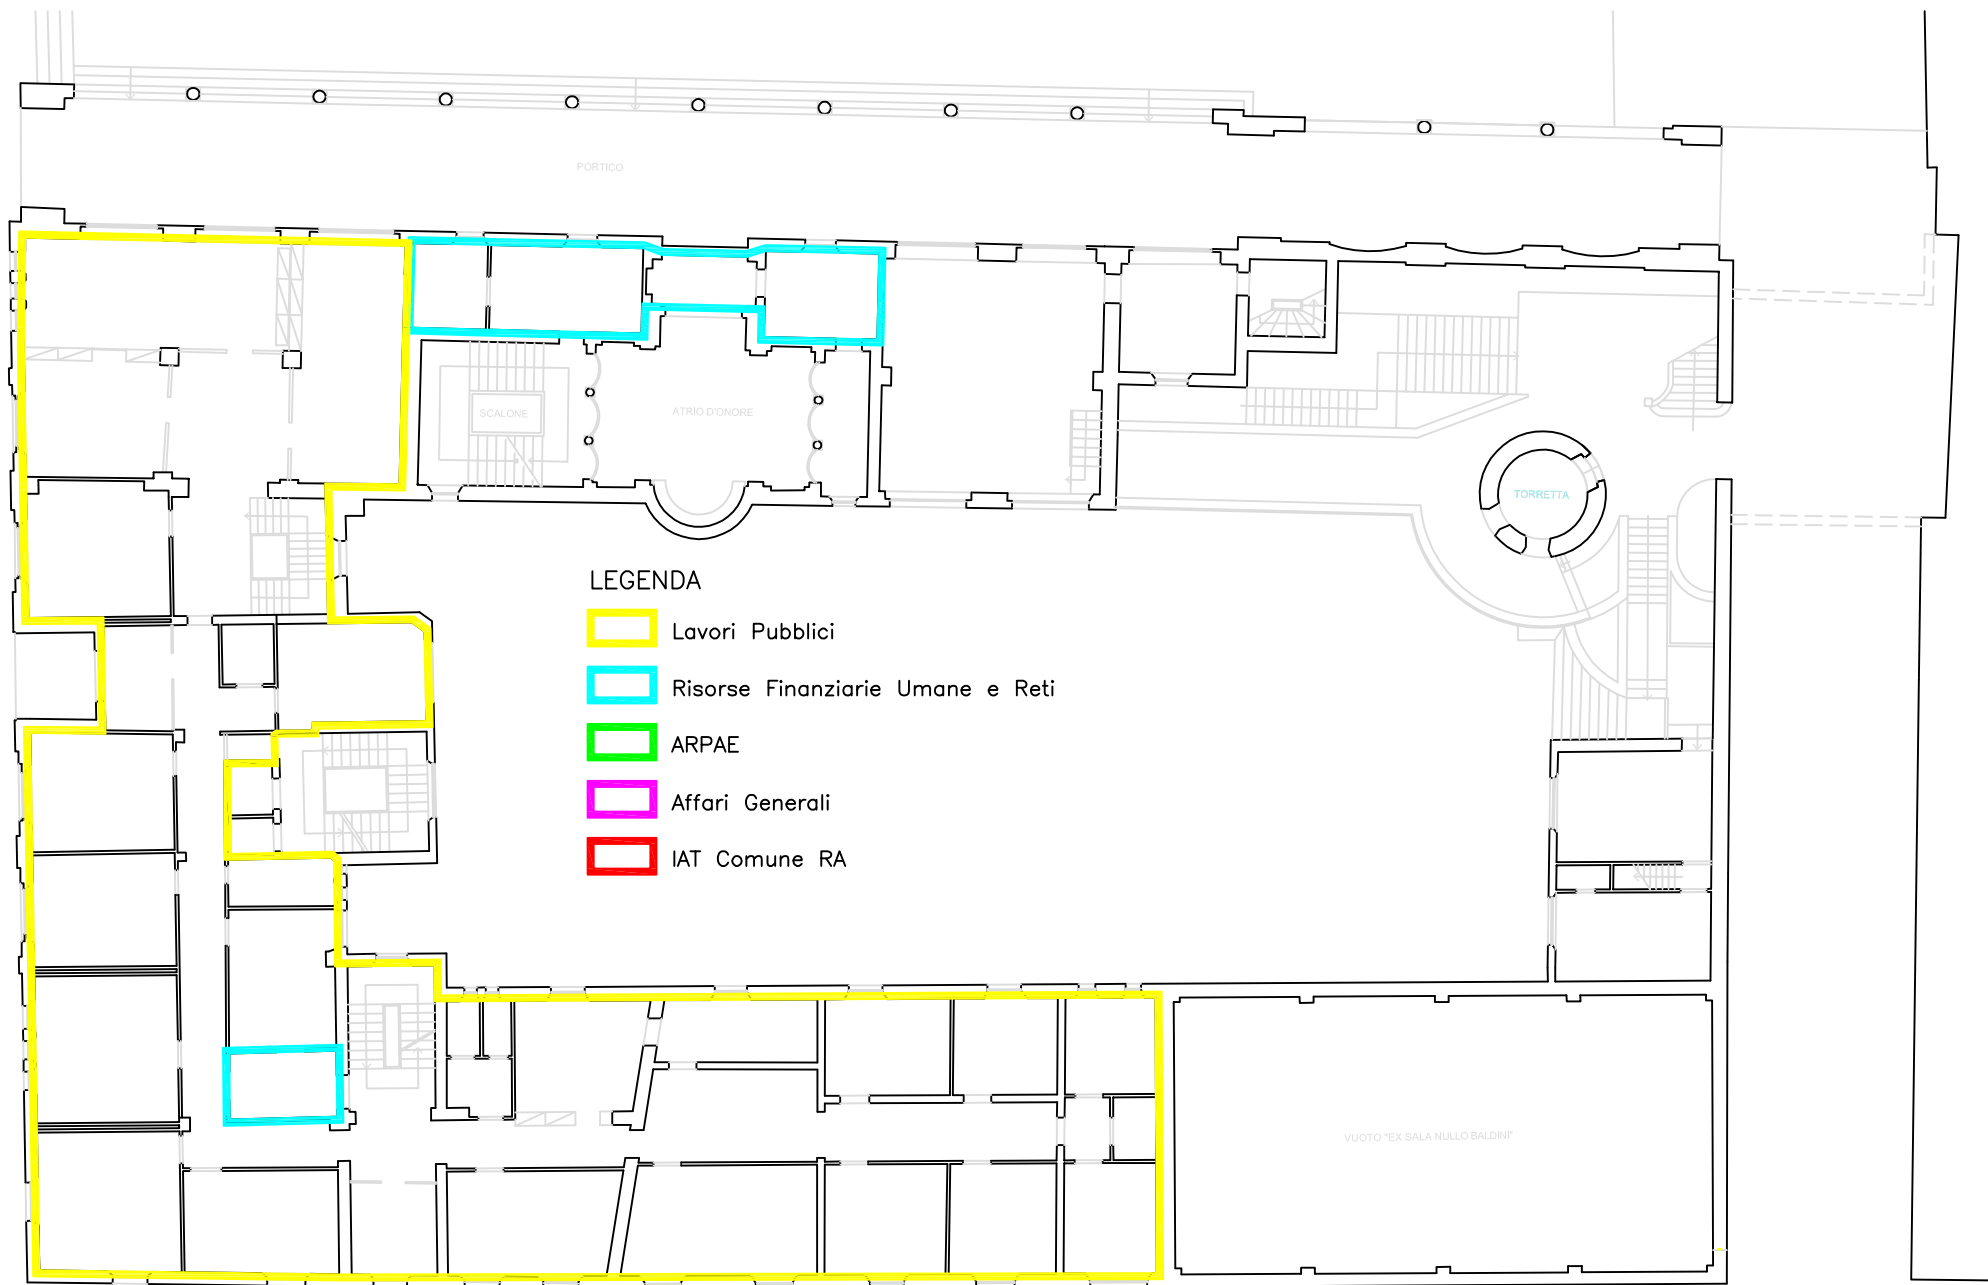 PORTICO
SCALONE
ATRIO D'ONORE
TORRETTA
LEGENDA
Lavori Pubblici
Risorse Finanziarie Umane e Reti
ARPAE
Affari Generali
IAT Comune RA
VUOTO "EX SALA NULLO BALDINI"